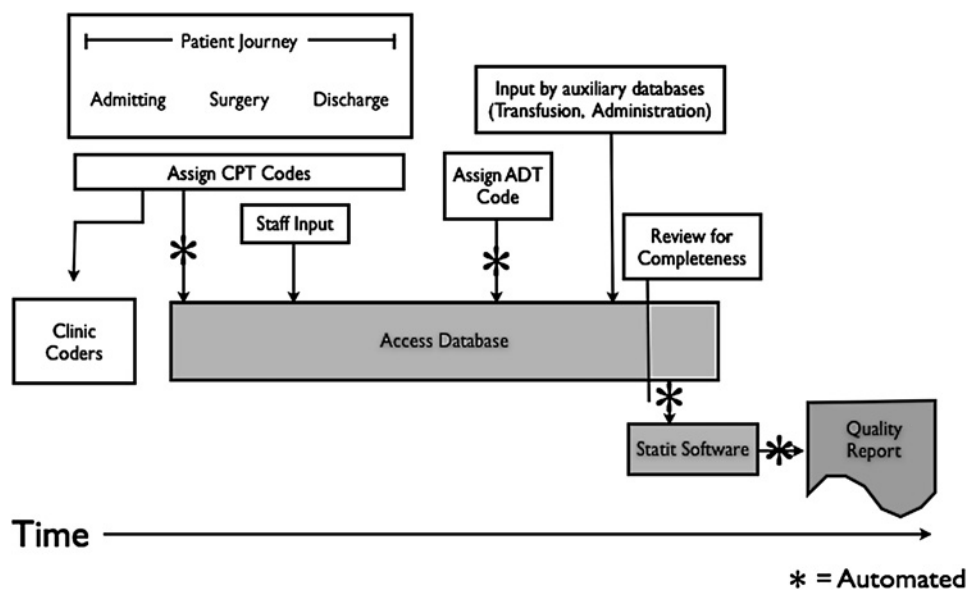 Patient Journey
Admitting Surgery Discharge
Input by auxiliary databases
(Transfusion, Administration)
Assign CPT Codes
Assign ADT
Code
Staff Input
Review for
Completeness
Clinic
Coders
Access Database
Statit Software
Quality
Report
Time
* = Automated